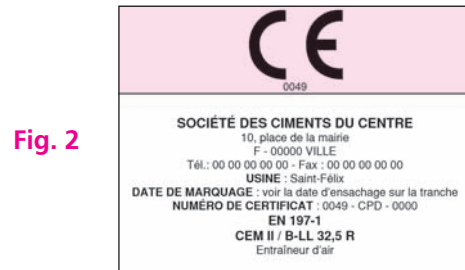 CE
0049
Fig. 2
SOCIÉTÉ DES CIMENTS DU CENTRE
10, place de la mairie
F - 00000 VILLE
Tél.: 00 00 00 00 00 - Fax : 00 00 00 00 00
USINE : Saint-Félix
DATE DE MARQUAGE : voir la date d'ensachage sur la tranche
NUMÉRO DE CERTIFICAT : 0049 - CPD - 0000
EN 197-1
CEM II / B-LL 32,5 R
Entraîneur d'air